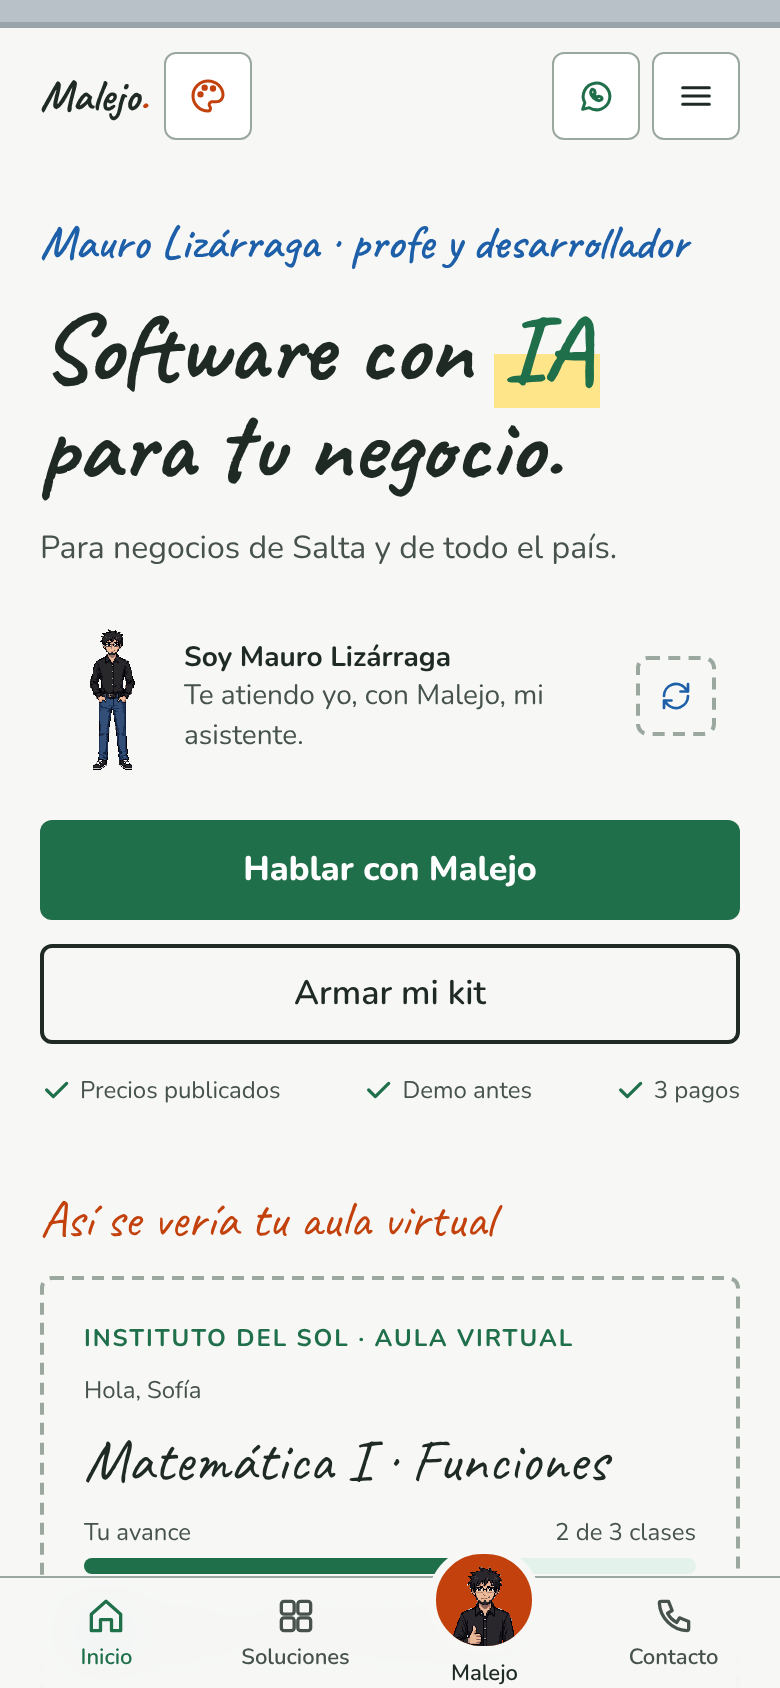 Malejo.
Mauro Lizárraga · profe y desarrollador
Software con IA
para tu negocio.
Para negocios de Salta y de todo el país.
Soy Mauro Lizárraga
Te atiendo yo, con Malejo, mi
asistente.
Hablar con Malejo
Armar mi kit
Precios publicados
Demo antes
3 pagos
Así se vería tu aula virtual
INSTITUTO DEL SOL · AULA VIRTUAL
Hola, Sofía
Matemática I · Funciones
Tu avance
2 de 3 clases
Inicio
Soluciones
Malejo
Contacto